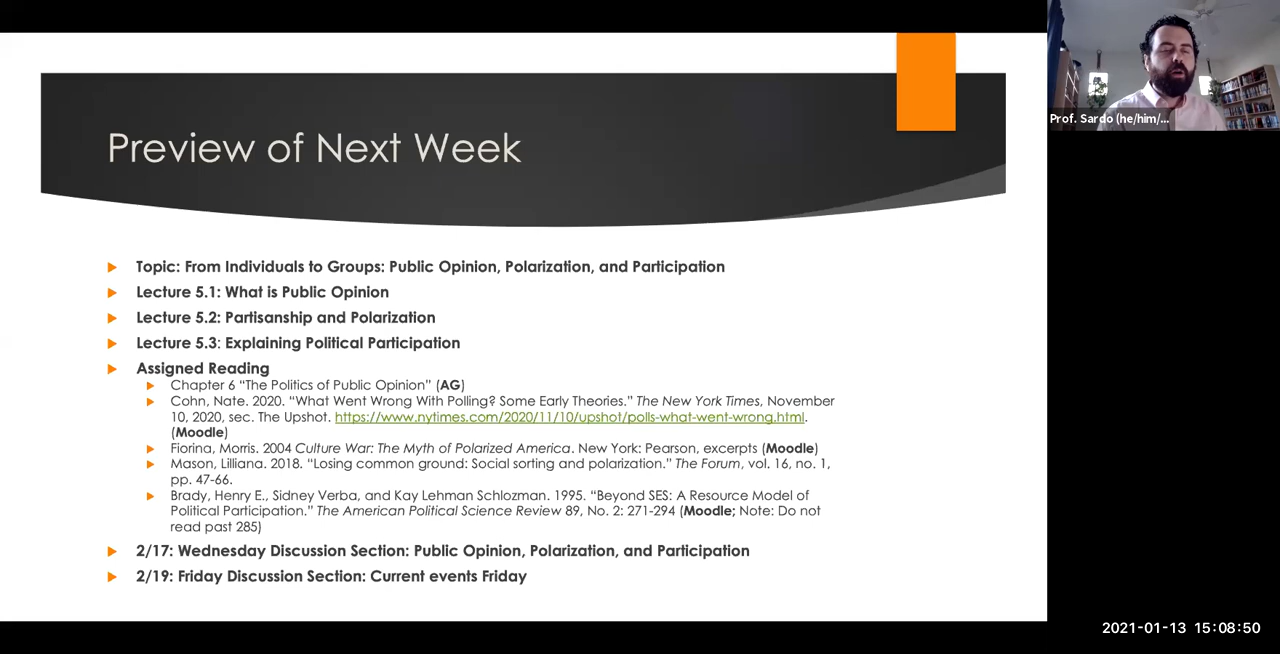 Preview of Next Week
Topic: From Individuals to Groups: Public Opinion, Polarization, and Participation
Lecture 5.1: What is Public Opinion
Lecture 5.2: Partisanship and Polarization
Lecture 5.3: Explaining Political Participation
Assigned Reading
Chapter 6 “The Politics of Public Opinion” (AG)
Cohn, Nate. 2020. “What Went Wrong With Polling? Some Early Theories.” The New York Times, November
10, 2020, sec. The Upshot. https://www.nytimes.com/2020/11/10/upshot/polls-what-went-wrong.html.
(Moodle)
Fiorina, Morris. 2004 Culture War: The Myth of Polarized America. New York: Pearson, excerpts (Moodle)
Mason, Lilliana. 2018. “Losing common ground: Social sorting and polarization.” The Forum, vol. 16, no. 1,
pp. 47-66.
Brady, Henry E., Sidney Verba, and Kay Lehman Schlozman. 1995. “Beyond SES: A Resource Model of
Political Participation.” The American Political Science Review 89, No. 2: 271-294 (Moodle; Note: Do not
read past 285)
2/17: Wednesday Discussion Section: Public Opinion, Polarization, and Participation
2/19: Friday Discussion Section: Current events Friday
Prof. Sardo (he/him/...
2021-01-13 15:08:50